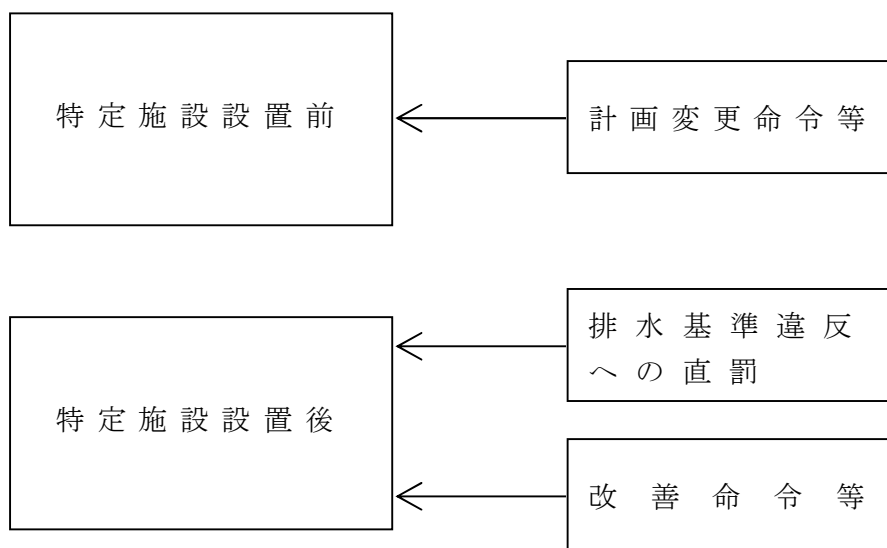 特定施設設置前
計画変更命令等
排水基準違反
への直罰
特定施設設置後
改善命令等